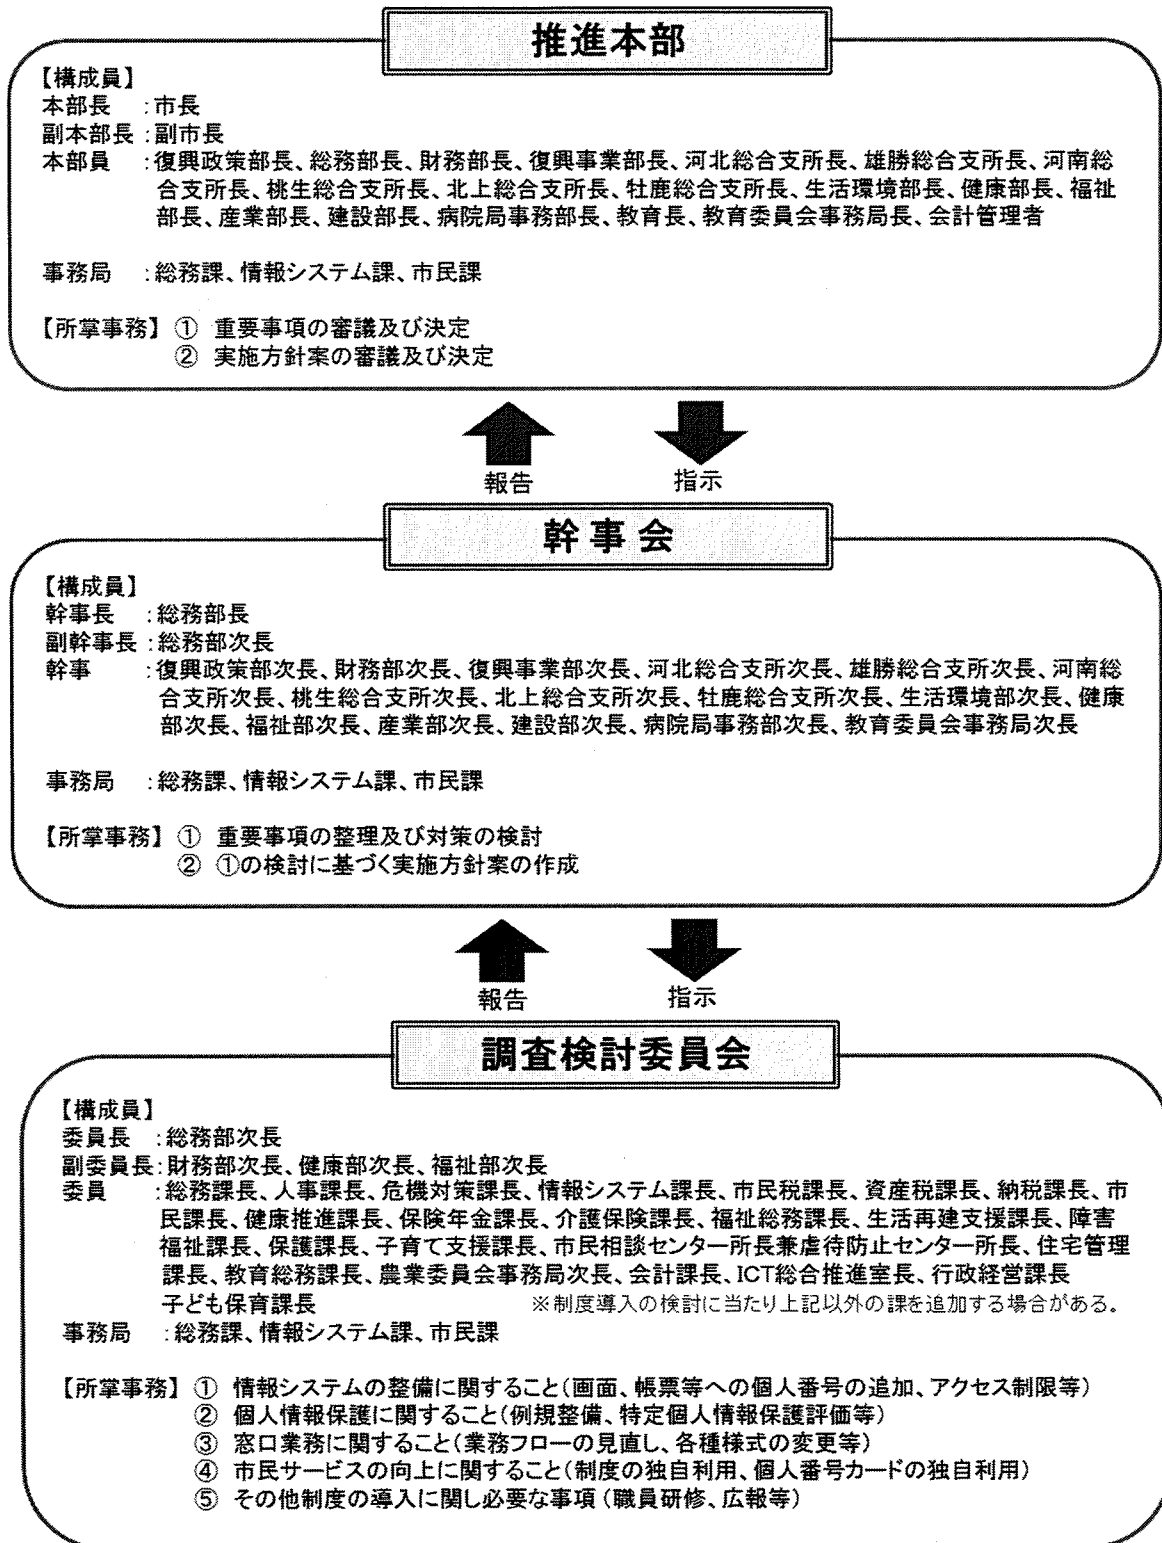 推進本部
【構成員】
本部長　：市長
副本部長：副市長
本部員　：復興政策部長、総務部長、財務部長、復興事業部長、河北総合支所長、雄勝総合支所長、河南総
合支所長、桃生総合支所長、北上総合支所長、牡鹿総合支所長、生活環境部長、健康部長、福祉
部長、産業部長、建設部長、病院局事務部長、教育長、教育委員会事務局長、会計管理者
事務局　：総務課、情報システム課、市民課
【所掌事務】 ① 重要事項の審議及び決定
② 実施方針案の審議及び決定
報告　指示
幹事会
【構成員】
幹事長　：総務部長
副幹事長：総務部次長
幹事　：復興政策部次長、財務部次長、復興事業部次長、河北総合支所次長、雄勝総合支所次長、河南総
合支所次長、桃生総合支所次長、北上総合支所次長、牡鹿総合支所次長、生活環境部次長、健康
部次長、福祉部次長、産業部次長、建設部次長、病院局事務部次長、教育委員会事務局次長
事務局　：総務課、情報システム課、市民課
【所掌事務】 ① 重要事項の整理及び対策の検討
② ①の検討に基づく実施方針案の作成
報告　指示
調査検討委員会
【構成員】
委員長　：総務部次長
副委員長：財務部次長、健康部次長、福祉部次長
委員　：総務課長、人事課長、危機対策課長、情報システム課長、市民税課長、資産税課長、納税課長、市
民課長、健康推進課長、保険年金課長、介護保険課長、福祉総務課長、生活再建支援課長、障害
福祉課長、保護課長、子育て支援課長、市民相談センター所長兼虐待防止センター所長、住宅管理
課長、教育総務課長、農業委員会事務局次長、会計課長、ICT総合推進室長、行政経営課長
子ども保育課長　※制度導入の検討に当たり上記以外の課を追加する場合がある。
事務局　：総務課、情報システム課、市民課
【所掌事務】 ① 情報システムの整備に関すること（画面、帳票等への個人番号の追加、アクセス制限等）
② 個人情報保護に関すること（例規整備、特定個人情報保護評価等）
③ 窓口業務に関すること（業務フローの見直し、各種様式の変更等）
④ 市民サービスの向上に関すること（制度の独自利用、個人番号カードの独自利用）
⑤ その他制度の導入に関し必要な事項（職員研修、広報等）